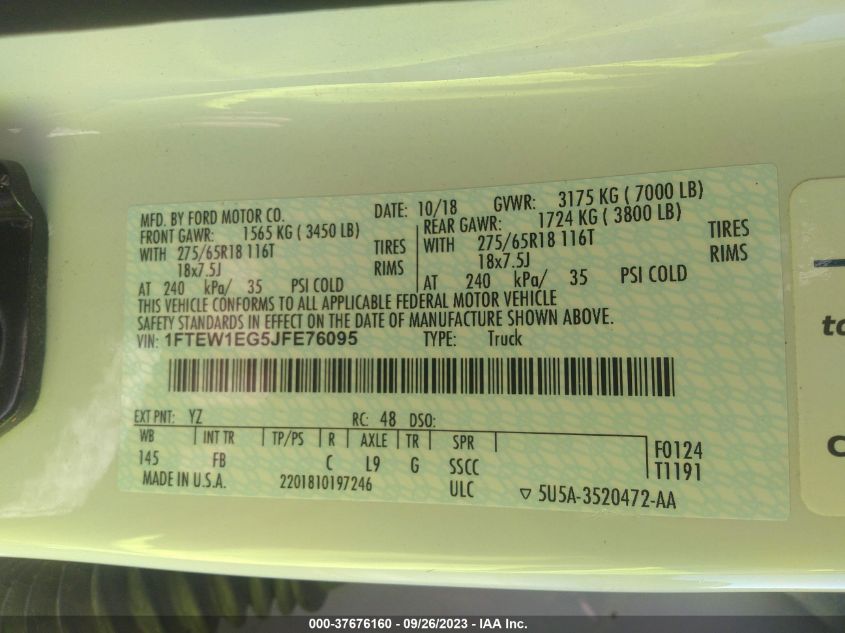 MFD. BY FORD MOTOR CO. DATE: 10/18 GVWR: 3175 KG ( 7000 LB)
FRONT GAWR: 1565 KG ( 3450 LB) REAR GAWR: 1724 KG ( 3800 LB)
WITH 275/65R18 116T TIRES WITH 275/65R18 116T TIRES
18x7.5J RIMS 18x7.5J RIMS
AT 240 kPa/ 35 PSI COLD AT 240 kPa/ 35 PSI COLD
THIS VEHICLE CONFORMS TO ALL APPLICABLE FEDERAL MOTOR VEHICLE
SAFETY STANDARDS IN EFFECT ON THE DATE OF MANUFACTURE SHOWN ABOVE.
VIN: 1FTEW1EG5JFE76095 TYPE: Truck
EXT PNT: YZ RC: 48 DSO:
WB INT TR TP/PS R AXLE TR SPR F0124
145 FB C L9 G SSCC T1191
MADE IN U.S.A. 2201810197246 ULC ▽ 5U5A-3520472-AA
to
C
000-37676160 - 09/26/2023 - IAA Inc.